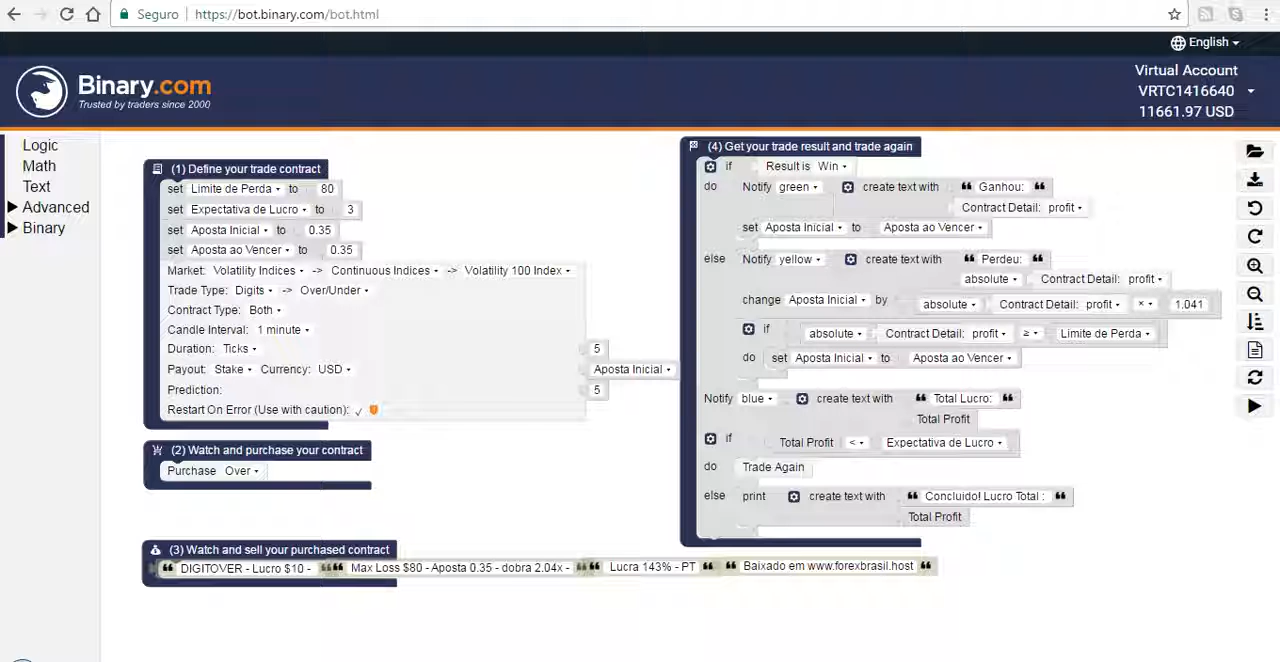 Seguro https://bot.binary.com/bot.html
English
Binary.com
Trusted by traders since 2000
Virtual Account
VRTC1416640
11661.97 USD
Logic
Math
Text
Advanced
Binary
(1) Define your trade contract
set Limite de Perda to 80
set Expectativa de Lucro to 3
set Aposta Inicial to 0.35
set Aposta ao Vencer to 0.35
Market: Volatility Indices -> Continuous Indices -> Volatility 100 Index
Trade Type: Digits -> Over/Under
Contract Type: Both
Candle Interval: 1 minute
Duration: Ticks 5
Payout: Stake Currency: USD Aposta Inicial
Prediction: 5
Restart On Error (Use with caution):
(2) Watch and purchase your contract
Purchase Over
(3) Watch and sell your purchased contract
❝ DIGITOVER - Lucro $10 - ❝❝ Max Loss $80 - Aposta 0.35 - dobra 2.04x - ❝❝ Lucra 143% - PT ❝ ❝ Baixado em www.forexbrasil.host ❝
(4) Get your trade result and trade again
if Result is Win
do Notify green create text with ❝ Ganhou: ❝
Contract Detail: profit
set Aposta Inicial to Aposta ao Vencer
else Notify yellow create text with ❝ Perdeu: ❝
absolute Contract Detail: profit
change Aposta Inicial by absolute Contract Detail: profit × 1.041
if absolute Contract Detail: profit ≥ Limite de Perda
do set Aposta Inicial to Aposta ao Vencer
Notify blue create text with ❝ Total Lucro: ❝
Total Profit
if Total Profit < Expectativa de Lucro
do Trade Again
else print create text with ❝ Concluido! Lucro Total : ❝
Total Profit